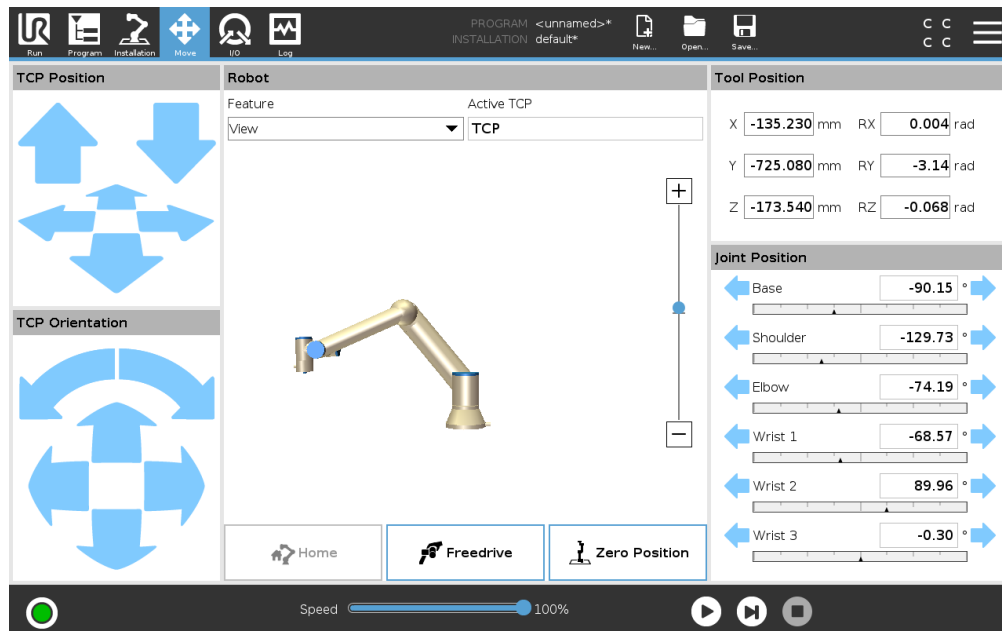 PROGRAM <unnamed>*
INSTALLATION default*
UR
Run
Program
Installation
Move
I/O
Log
New...
Open...
Save...
C C
C C
TCP Position
Robot
Tool Position
Feature
Active TCP
View
TCP
X -135.230 mm RX 0.004 rad
Y -725.080 mm RY -3.14 rad
Z -173.540 mm RZ -0.068 rad
Joint Position
Base -90.15 °
Shoulder -129.73 °
Elbow -74.19 °
Wrist 1 -68.57 °
Wrist 2 89.96 °
Wrist 3 -0.30 °
TCP Orientation
Home
Freedrive
Zero Position
Speed 100%